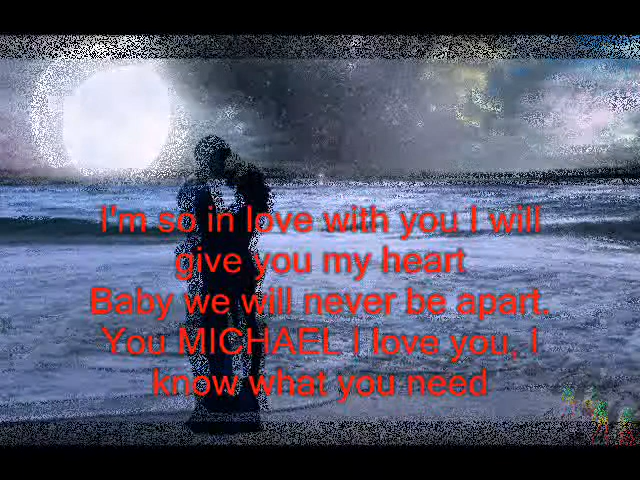 I'm so in love with you I will
give you my heart
Baby we will never be apart.
You MICHAEL I love you, I
know what you need